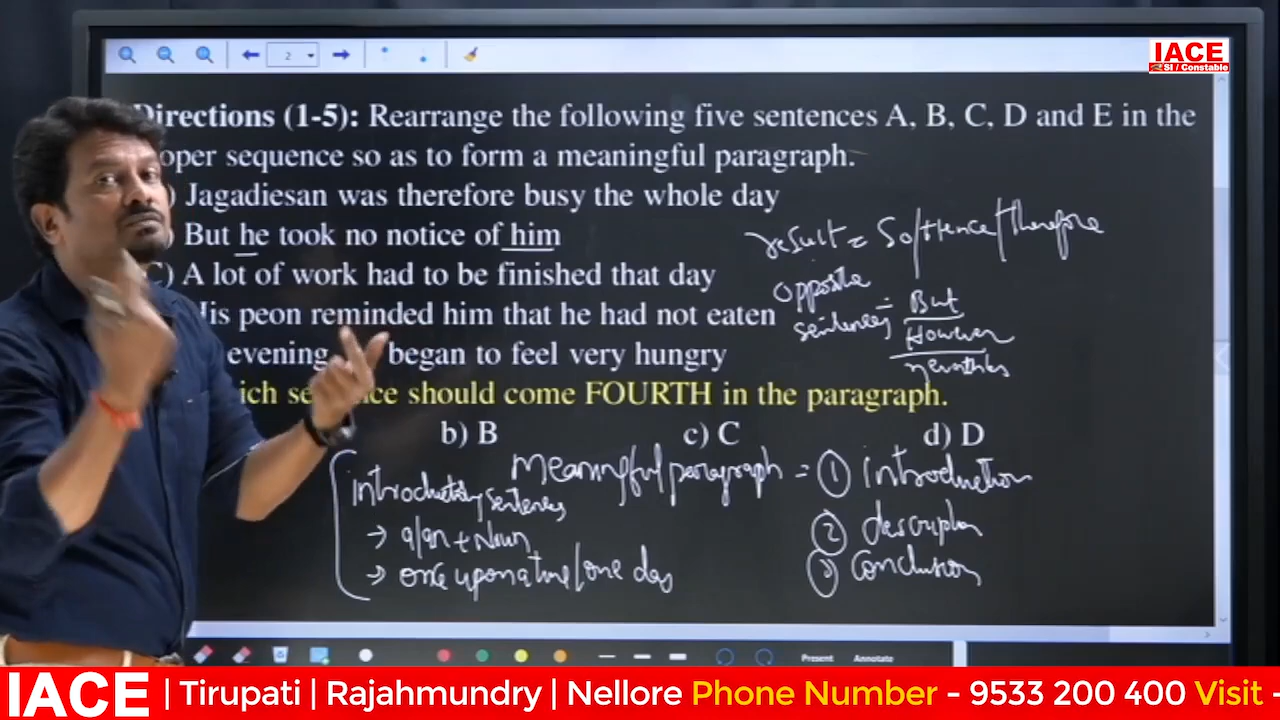 IACE
SI / Constable
2
Directions (1-5): Rearrange the following five sentences A, B, C, D and E in the
oper sequence so as to form a meaningful paragraph.
) Jagadiesan was therefore busy the whole day
) But he took no notice of him
C) A lot of work had to be finished that day
His peon reminded him that he had not eaten
evening began to feel very hungry
ich se ce should come FOURTH in the paragraph.
b) B c) C d) D
result = So/Hence/therefore
opposite
sentences = But
However
Meaningful paragraph = 1 introduction
2
3 Conclusion
introductory sentences
→ a/an + Noun
→ once upon a time/one day
Present Annotate
IACE | Tirupati | Rajahmundry | Nellore Phone Number - 9533 200 400 Visit -